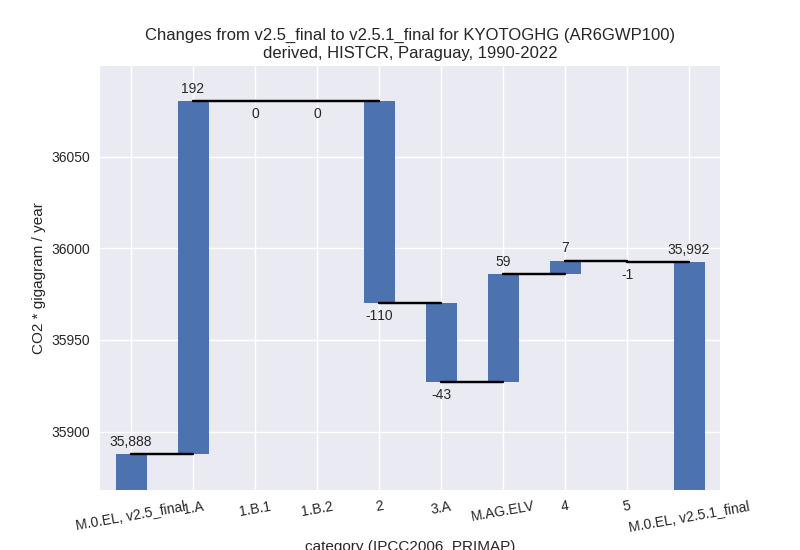 Changes from v2.5_final to v2.5.1_final for KYOTOGHG (AR6GWP100)
derived, HISTCR, Paraguay, 1990-2022
CO2 * gigagram / year
36050
36000
35950
35900
35,888
192
0
0
-110
-43
59
7
-1
35,992
M.0.EL, v2.5_final
1.A
1.B.1
1.B.2
2
3.A
M.AG.ELV
4
5
M.0.EL, v2.5.1_final
category (IPCC2006_PRIMAP)